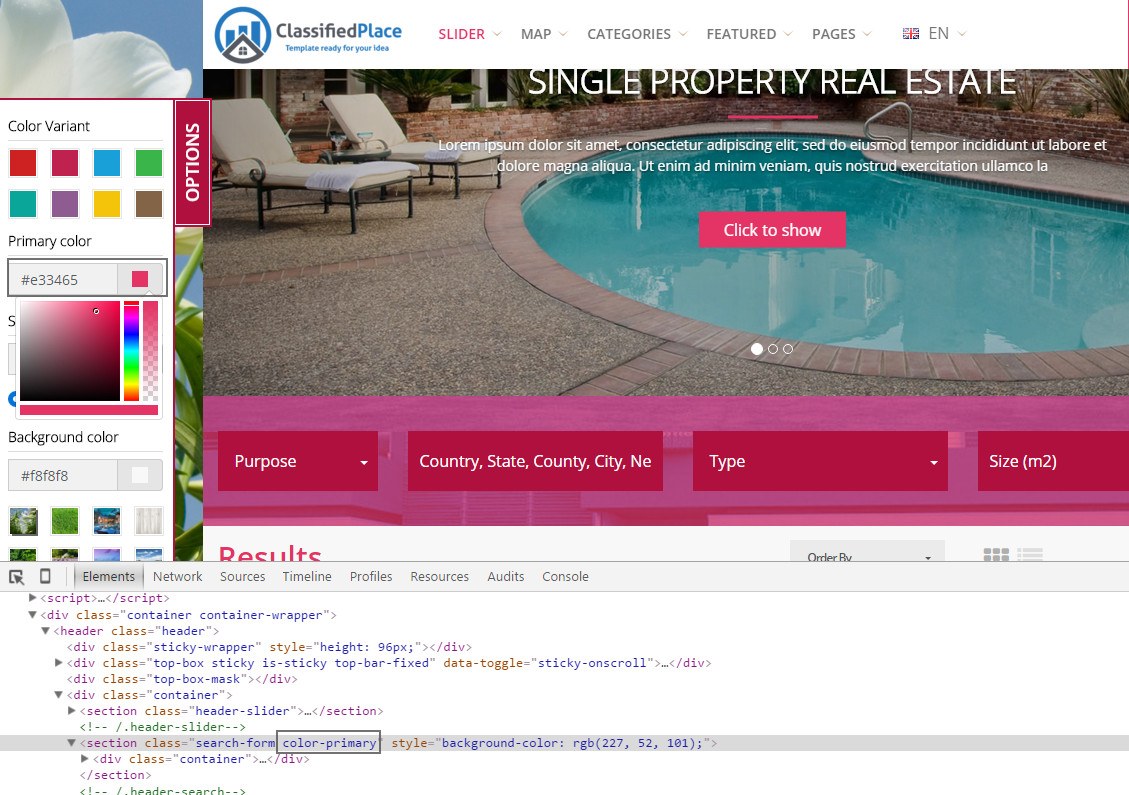 ClassifiedPlace
Template ready for your idea
SLIDER MAP CATEGORIES FEATURED PAGES EN
SINGLE PROPERTY REAL ESTATE
Lorem ipsum dolor sit amet, consectetur adipiscing elit, sed do eiusmod tempor incididunt ut labore et
dolore magna aliqua. Ut enim ad minim veniam, quis nostrud exercitation ullamco la
Click to show
OPTIONS
Color Variant
Primary color
#e33465
S
Background color
#f8f8f8
Purpose Country, State, County, City, Ne Type Size (m2)
Results Order By
Elements Network Sources Timeline Profiles Resources Audits Console
<script>…</script>
<div class="container container-wrapper">
<header class="header">
<div class="sticky-wrapper" style="height: 96px;"></div>
<div class="top-box sticky is-sticky top-bar-fixed" data-toggle="sticky-onscroll">…</div>
<div class="top-box-mask"></div>
<div class="container">
<section class="header-slider">…</section>
<!-- /.header-slider-->
<section class="search-form color-primary" style="background-color: rgb(227, 52, 101);">
<div class="container">…</div>
</section>
<!-- /.header-search-->